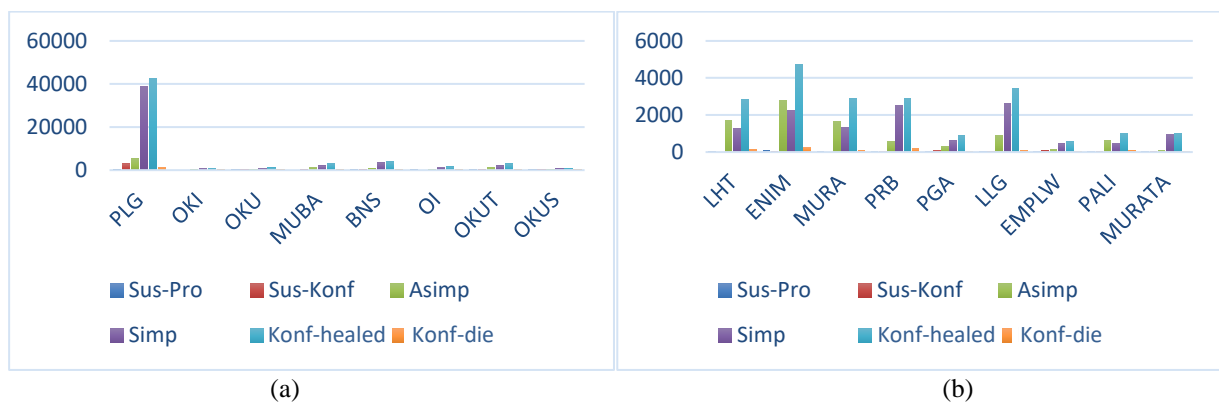 60000
40000
20000
0
PLG
OKI
OKU
MUBA
BNS
OI
OKUT
OKUS
Sus-Pro Sus-Konf Asimp
Simp Konf-healed Konf-die
(a)
6000
4000
2000
0
LHT
ENIM
MURA
PRB
PGA
LLG
EMPLW
PALI
MURATA
Sus-Pro Sus-Konf Asimp
Simp Konf-healed Konf-die
(b)